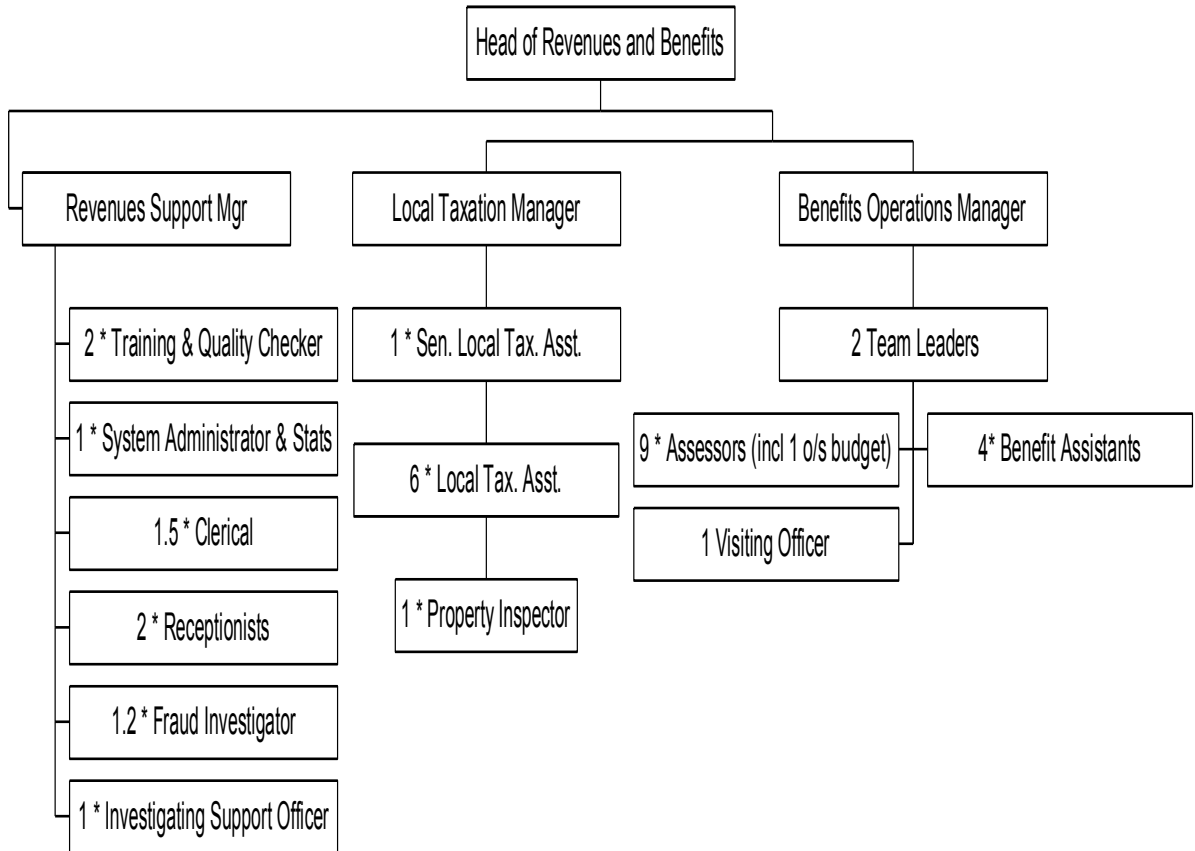 Head of Revenues and Benefits
Revenues Support Mgr
Local Taxation Manager
Benefits Operations Manager
2 * Training & Quality Checker
1 * Sen. Local Tax. Asst.
2 Team Leaders
1 * System Administrator & Stats
9 * Assessors (incl 1 o/s budget)
4* Benefit Assistants
6 * Local Tax. Asst.
1.5 * Clerical
1 Visiting Officer
2 * Receptionists
1 * Property Inspector
1.2 * Fraud Investigator
1 * Investigating Support Officer